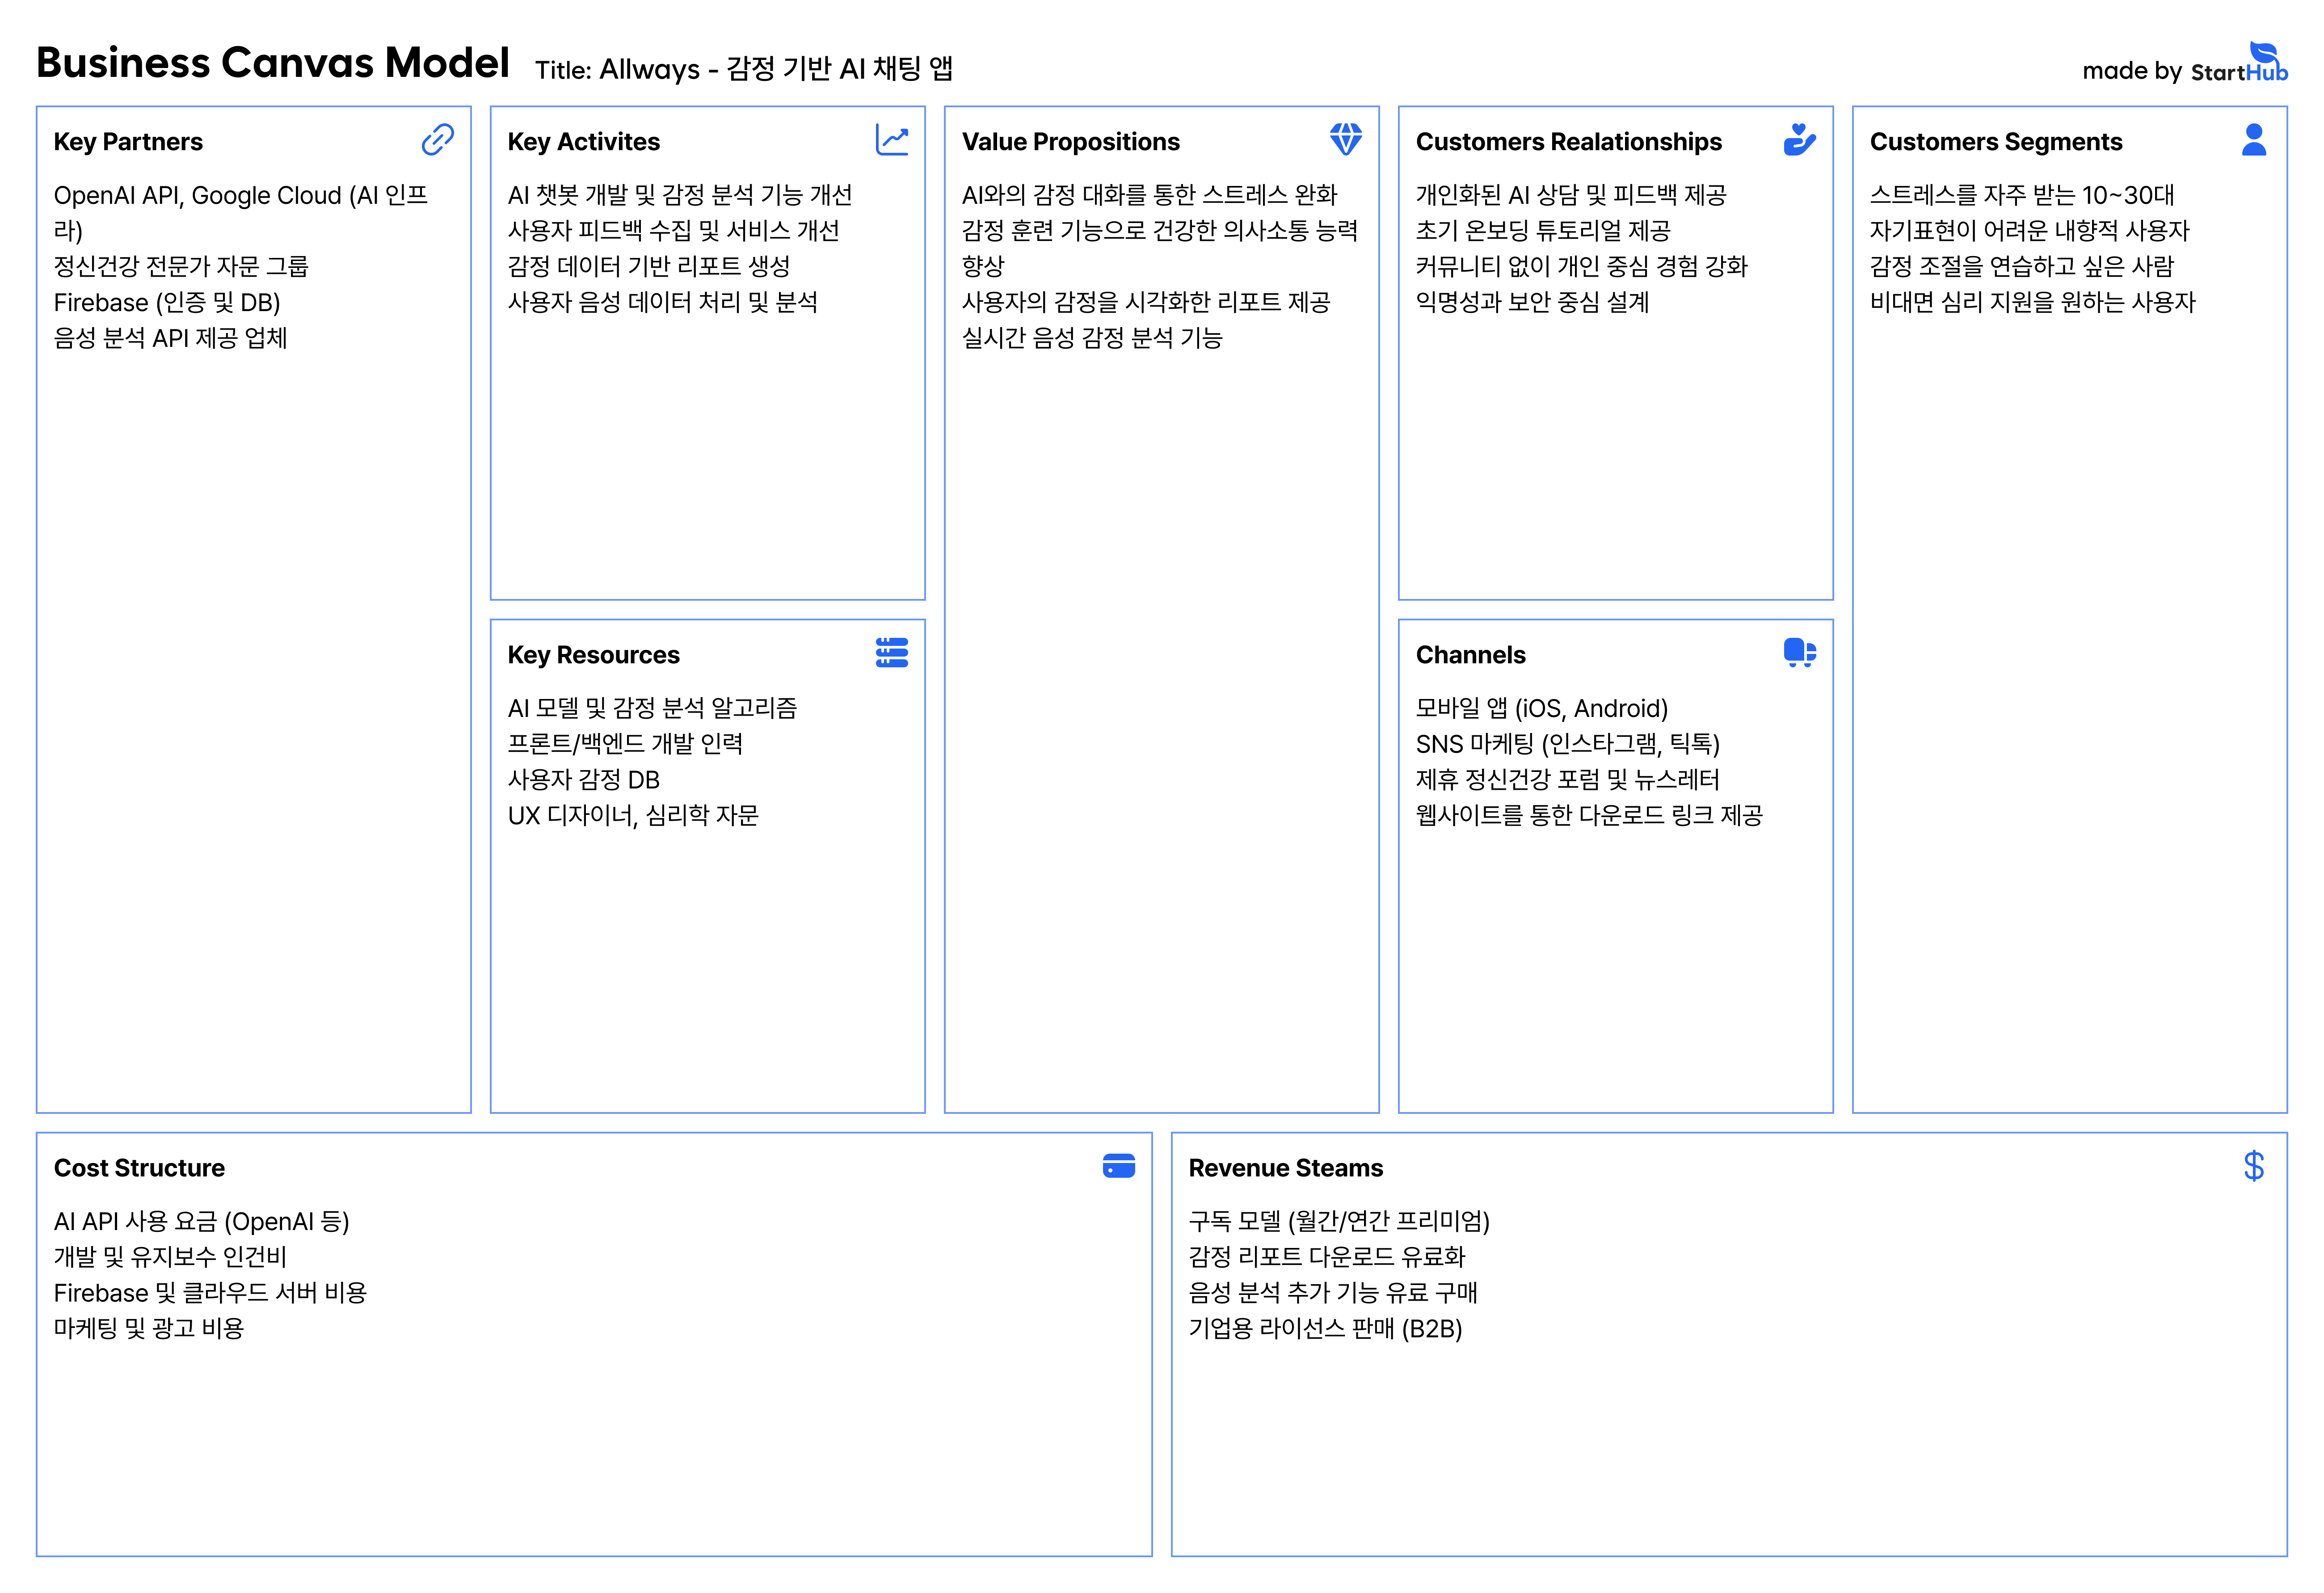 Business Canvas Model
Title: Allways - 감정 기반 AI 채팅 앱
made by StartHub
Key Partners
OpenAI API, Google Cloud (AI 인프
라)
정신건강 전문가 자문 그룹
Firebase (인증 및 DB)
음성 분석 API 제공 업체
Key Activites
AI 챗봇 개발 및 감정 분석 기능 개선
사용자 피드백 수집 및 서비스 개선
감정 데이터 기반 리포트 생성
사용자 음성 데이터 처리 및 분석
Key Resources
AI 모델 및 감정 분석 알고리즘
프론트/백엔드 개발 인력
사용자 감정 DB
UX 디자이너, 심리학 자문
Value Propositions
AI와의 감정 대화를 통한 스트레스 완화
감정 훈련 기능으로 건강한 의사소통 능력
향상
사용자의 감정을 시각화한 리포트 제공
실시간 음성 감정 분석 기능
Customers Realationships
개인화된 AI 상담 및 피드백 제공
초기 온보딩 튜토리얼 제공
커뮤니티 없이 개인 중심 경험 강화
익명성과 보안 중심 설계
Channels
모바일 앱 (iOS, Android)
SNS 마케팅 (인스타그램, 틱톡)
제휴 정신건강 포럼 및 뉴스레터
웹사이트를 통한 다운로드 링크 제공
Customers Segments
스트레스를 자주 받는 10~30대
자기표현이 어려운 내향적 사용자
감정 조절을 연습하고 싶은 사람
비대면 심리 지원을 원하는 사용자
Cost Structure
AI API 사용 요금 (OpenAI 등)
개발 및 유지보수 인건비
Firebase 및 클라우드 서버 비용
마케팅 및 광고 비용
Revenue Steams
구독 모델 (월간/연간 프리미엄)
감정 리포트 다운로드 유료화
음성 분석 추가 기능 유료 구매
기업용 라이선스 판매 (B2B)